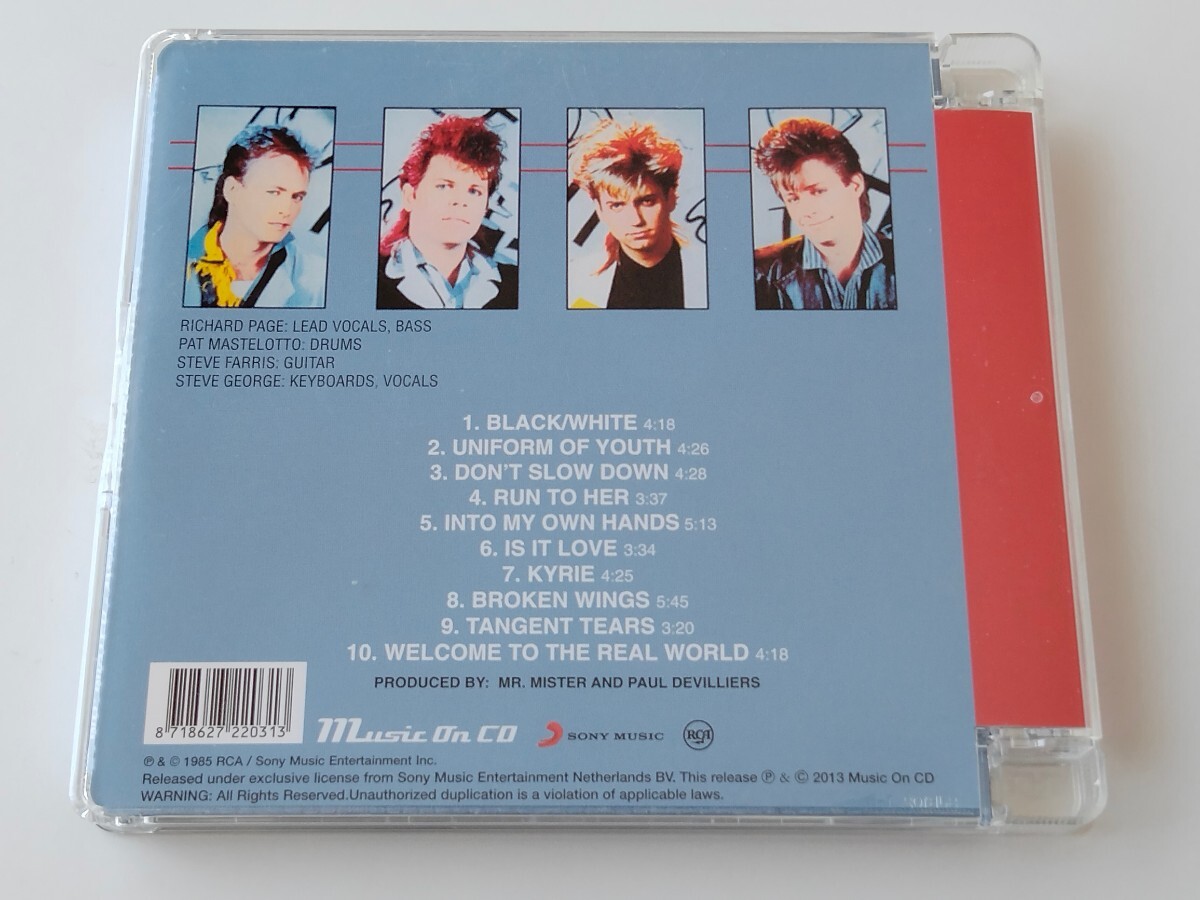 RICHARD PAGE: LEAD VOCALS, BASS
PAT MASTELOTTO: DRUMS
STEVE FARRIS: GUITAR
STEVE GEORGE: KEYBOARDS, VOCALS
1. BLACK/WHITE 4:18
2. UNIFORM OF YOUTH 4:26
3. DON'T SLOW DOWN 4:28
4. RUN TO HER 3:37
5. INTO MY OWN HANDS 5:13
6. IS IT LOVE 3:34
7. KYRIE 4:25
8. BROKEN WINGS 5:45
9. TANGENT TEARS 3:20
10. WELCOME TO THE REAL WORLD 4:18
PRODUCED BY: MR. MISTER AND PAUL DEVILLIERS
8 718627 220313
Music On CD SONY MUSIC RCA
℗ & © 1985 RCA / Sony Music Entertainment Inc.
Released under exclusive license from Sony Music Entertainment Netherlands BV. This release ℗ & © 2013 Music On CD
WARNING: All Rights Reserved.Unauthorized duplication is a violation of applicable laws.